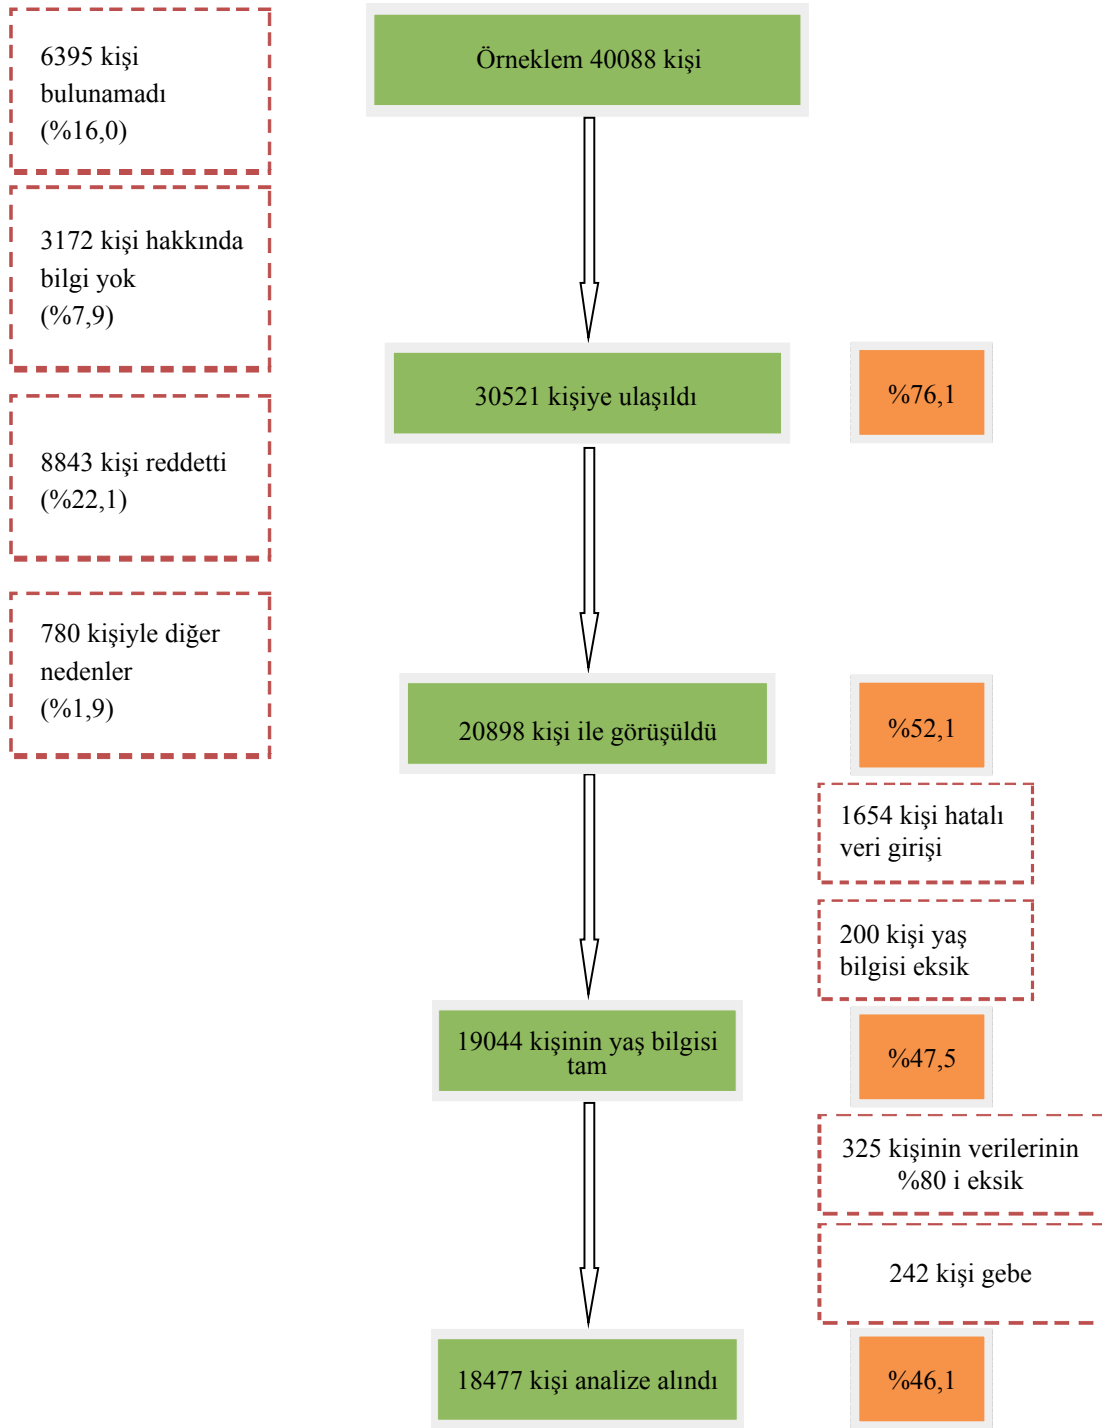 6395 kişi
bulunamadı
(%16,0)
Örneklem 40088 kişi
3172 kişi hakkında
bilgi yok
(%7,9)
30521 kişiye ulaşıldı
%76,1
8843 kişi reddetti
(%22,1)
780 kişiyle diğer
nedenler
(%1,9)
20898 kişi ile görüşüldü
%52,1
1654 kişi hatalı
veri girişi
200 kişi yaş
bilgisi eksik
19044 kişinin yaş bilgisi
tam
%47,5
325 kişinin verilerinin
%80 i eksik
242 kişi gebe
18477 kişi analize alındı
%46,1